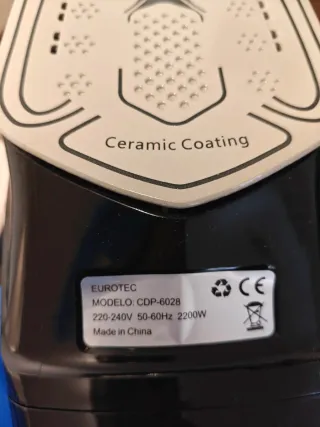 Ceramic Coating
EUROTEC
MODELO: CDP-6028
220-240V 50-60Hz 2200W
Made in China
CE